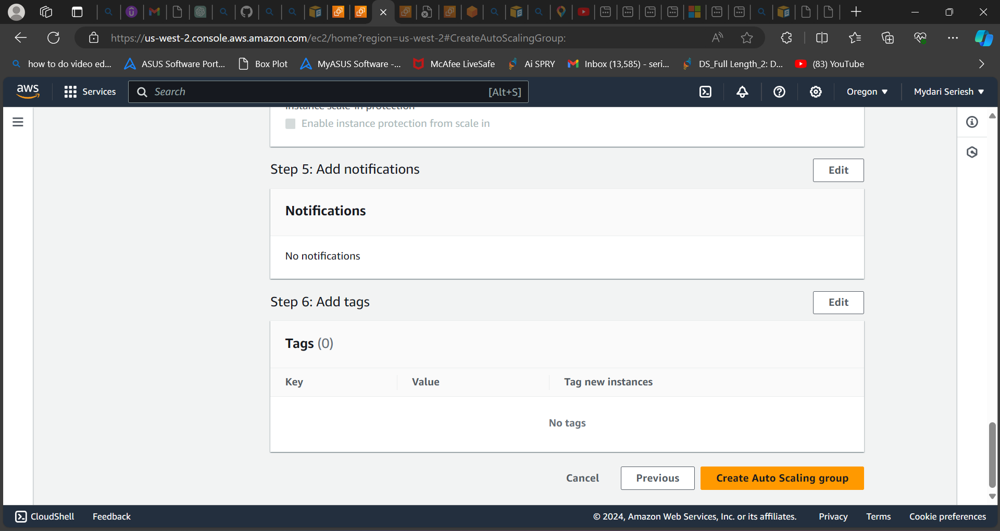 https://us-west-2.console.aws.amazon.com/ec2/home?region=us-west-2#CreateAutoScalingGroup:
how to do video ed... ASUS Software Port... Box Plot MyASUS Software -... McAfee LiveSafe Ai SPRY Inbox (13,585) - seri... DS_Full Length_2: D... (83) YouTube
aws Services Search [Alt+S] Oregon Mydari Seriesh
Instance scale-in protection
Enable instance protection from scale in
Step 5: Add notifications Edit
Notifications
No notifications
Step 6: Add tags Edit
Tags (0)
Key Value Tag new instances
No tags
Cancel Previous Create Auto Scaling group
CloudShell Feedback © 2024, Amazon Web Services, Inc. or its affiliates. Privacy Terms Cookie preferences